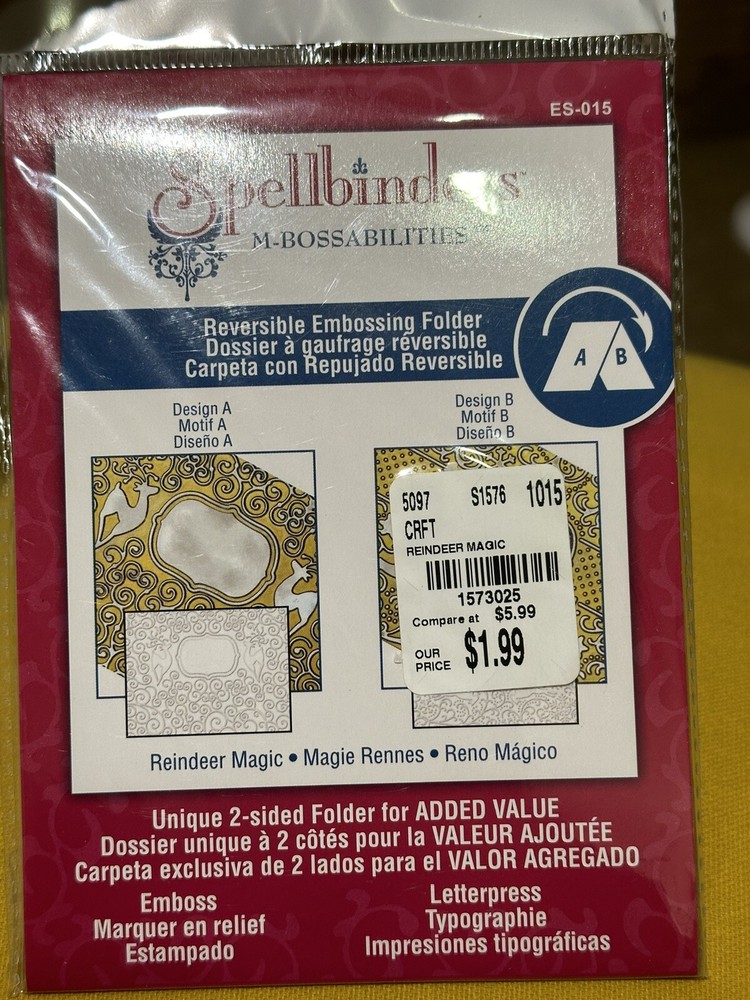 ES-015
Spellbinders™
M-BOSSABILITIES™
Reversible Embossing Folder
Dossier à gaufrage réversible
Carpeta con Repujado Reversible
A B
Design A
Motif A
Diseño A
Design B
Motif B
Diseño B
5097 S1576 1015
CRFT
REINDEER MAGIC
1573025
Compare at $5.99
OUR PRICE $1.99
Reindeer Magic • Magie Rennes • Reno Mágico
Unique 2-sided Folder for ADDED VALUE
Dossier unique à 2 côtés pour la VALEUR AJOUTÉE
Carpeta exclusiva de 2 lados para el VALOR AGREGADO
Emboss
Marquer en relief
Estampado
Letterpress
Typographie
Impresiones tipográficas